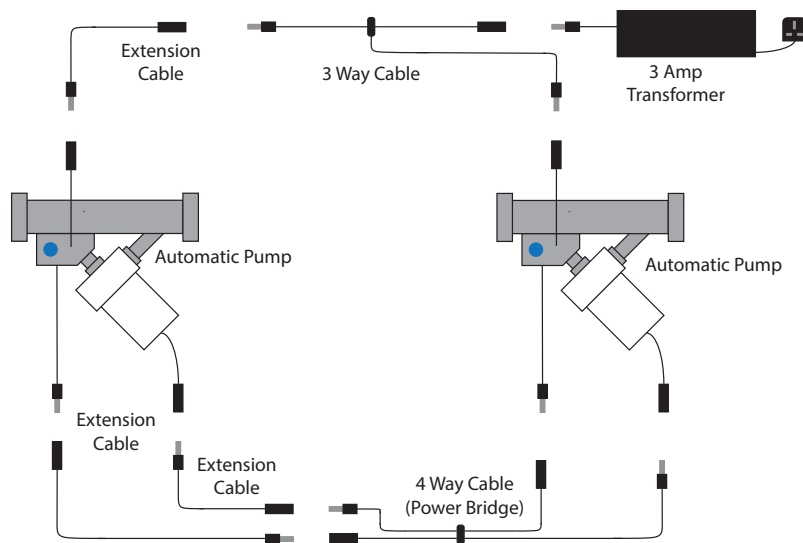 Extension
Cable
3 Way Cable
3 Amp
Transformer
Automatic Pump
Automatic Pump
Extension
Cable
Extension
Cable
4 Way Cable
(Power Bridge)